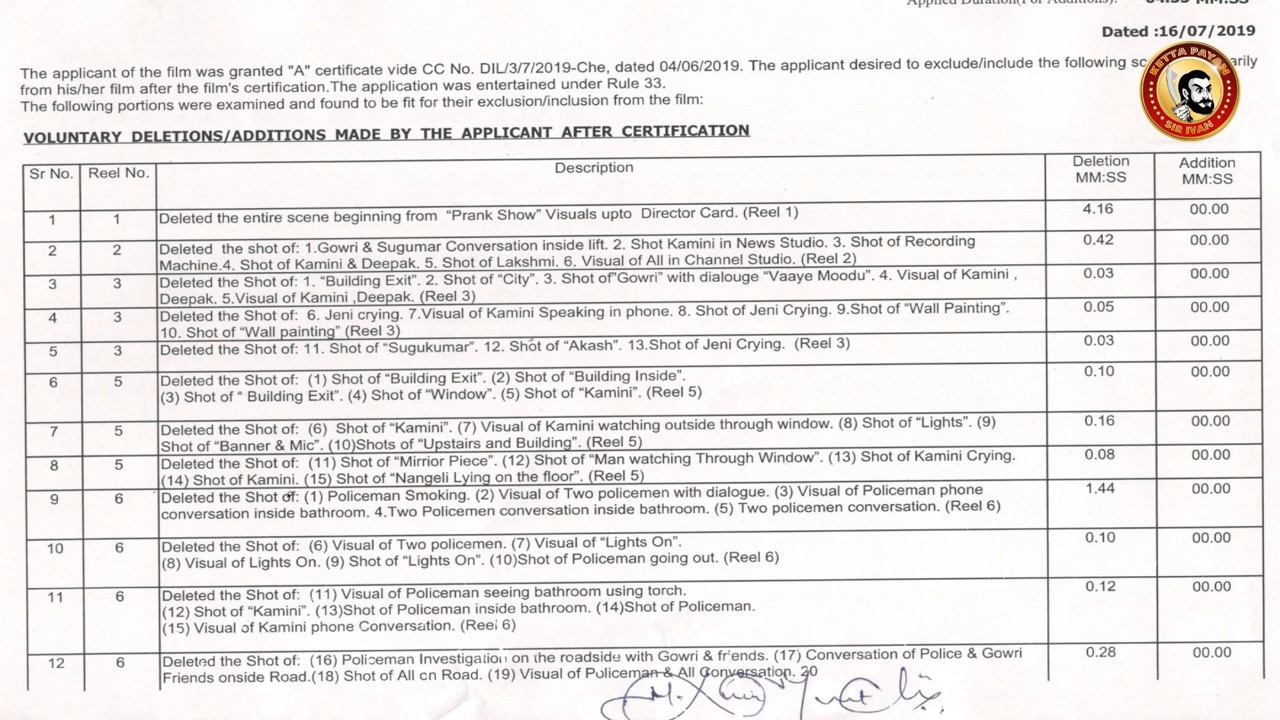 Dated :16/07/2019
The applicant of the film was granted "A" certificate vide CC No. DIL/3/7/2019-Che, dated 04/06/2019. The applicant desired to exclude/include the following
from his/her film after the film's certification.The application was entertained under Rule 33.
The following portions were examined and found to be fit for their exclusion/inclusion from the film:
KETTA PAYAN
SIR IVAN
VOLUNTARY DELETIONS/ADDITIONS MADE BY THE APPLICANT AFTER CERTIFICATION
Sr No. Reel No. Description Deletion MM:SS Addition MM:SS
1 1 Deleted the entire scene beginning from "Prank Show" Visuals upto Director Card. (Reel 1) 4.16 00.00
2 2 Deleted the shot of: 1.Gowri & Sugumar Conversation inside lift. 2. Shot Kamini in News Studio. 3. Shot of Recording 0.42 00.00
Machine.4. Shot of Kamini & Deepak. 5. Shot of Lakshmi. 6. Visual of All in Channel Studio. (Reel 2)
3 3 Deleted the Shot of: 1. "Building Exit". 2. Shot of "City". 3. Shot of"Gowri" with dialouge "Vaaye Moodu". 4. Visual of Kamini , 0.03 00.00
Deepak. 5.Visual of Kamini ,Deepak. (Reel 3)
4 3 Deleted the Shot of: 6. Jeni crying. 7.Visual of Kamini Speaking in phone. 8. Shot of Jeni Crying. 9.Shot of "Wall Painting". 0.05 00.00
10. Shot of "Wall painting" (Reel 3)
5 3 Deleted the Shot of: 11. Shot of "Sugukumar". 12. Shot of "Akash". 13.Shot of Jeni Crying. (Reel 3) 0.03 00.00
6 5 Deleted the Shot of: (1) Shot of "Building Exit". (2) Shot of "Building Inside". 0.10 00.00
(3) Shot of " Building Exit". (4) Shot of "Window". (5) Shot of "Kamini". (Reel 5)
7 5 Deleted the Shot of: (6) Shot of "Kamini". (7) Visual of Kamini watching outside through window. (8) Shot of "Lights". (9) 0.16 00.00
Shot of "Banner & Mic". (10)Shots of "Upstairs and Building". (Reel 5)
8 5 Deleted the Shot of: (11) Shot of "Mirrior Piece". (12) Shot of "Man watching Through Window". (13) Shot of Kamini Crying. 0.08 00.00
(14) Shot of Kamini. (15) Shot of "Nangeli Lying on the floor". (Reel 5)
9 6 Deleted the Shot of: (1) Policeman Smoking. (2) Visual of Two policemen with dialogue. (3) Visual of Policeman phone 1.44 00.00
conversation inside bathroom. 4.Two Policemen conversation inside bathroom. (5) Two policemen conversation. (Reel 6)
10 6 Deleted the Shot of: (6) Visual of Two policemen. (7) Visual of "Lights On". 0.10 00.00
(8) Visual of Lights On. (9) Shot of "Lights On". (10)Shot of Policeman going out. (Reel 6)
11 6 Deleted the Shot of: (11) Visual of Policeman seeing bathroom using torch. 0.12 00.00
(12) Shot of "Kamini". (13)Shot of Policeman inside bathroom. (14)Shot of Policeman.
(15) Visual of Kamini phone Conversation. (Reel 6)
12 6 Deleted the Shot of: (16) Policeman Investigation on the roadside with Gowri & friends. (17) Conversation of Police & Gowri 0.28 00.00
Friends onside Road.(18) Shot of All on Road. (19) Visual of Policeman & All Conversation. 20